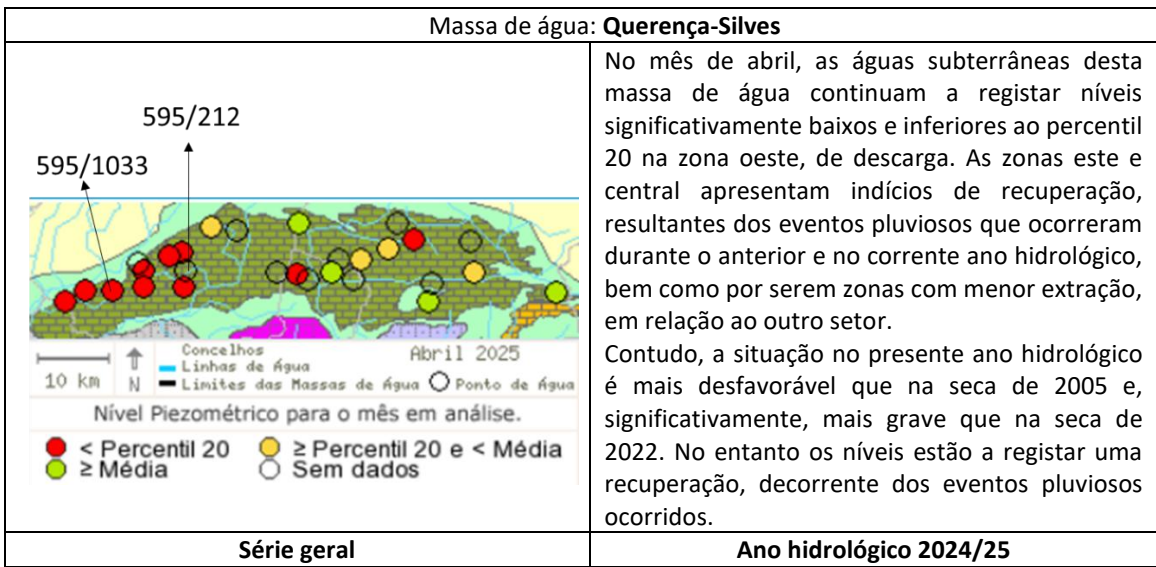 Massa de água: Querença-Silves
595/212
595/1033
Concelhos
Linhas de Água
Limites das Massas de Água
Ponto de Água
Abril 2025
10 km
N
Nível Piezométrico para o mês em análise.
< Percentil 20
≥ Percentil 20 e < Média
≥ Média
Sem dados
No mês de abril, as águas subterrâneas desta
massa de água continuam a registar níveis
significativamente baixos e inferiores ao percentil
20 na zona oeste, de descarga. As zonas este e
central apresentam indícios de recuperação,
resultantes dos eventos pluviosos que ocorreram
durante o anterior e no corrente ano hidrológico,
bem como por serem zonas com menor extração,
em relação ao outro setor.
Contudo, a situação no presente ano hidrológico
é mais desfavorável que na seca de 2005 e,
significativamente, mais grave que na seca de
2022. No entanto os níveis estão a registar uma
recuperação, decorrente dos eventos pluviosos
ocorridos.
Série geral
Ano hidrológico 2024/25